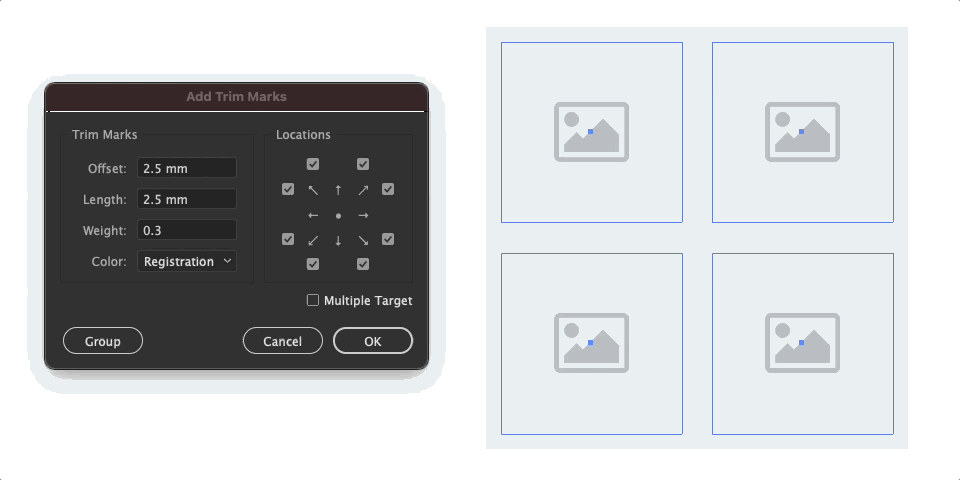 Add Trim Marks
Trim Marks
Locations
Offset: 2.5 mm
Length: 2.5 mm
Weight: 0.3
Color: Registration
Multiple Target
Group
Cancel
OK